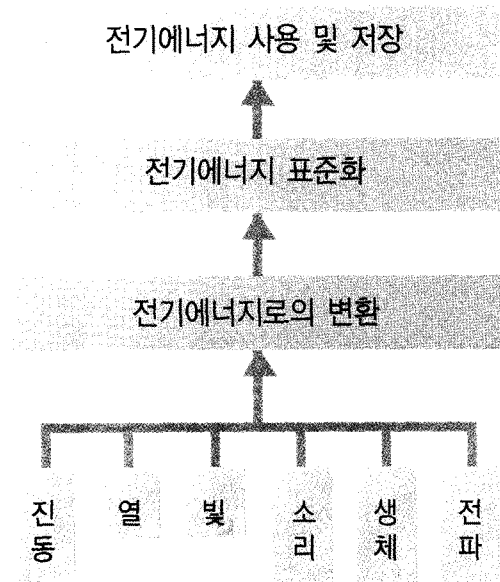 전기에너지 사용 및 저장
전기에너지 표준화
전기에너지로의 변환
진동
열
빛
소리
생체
전파